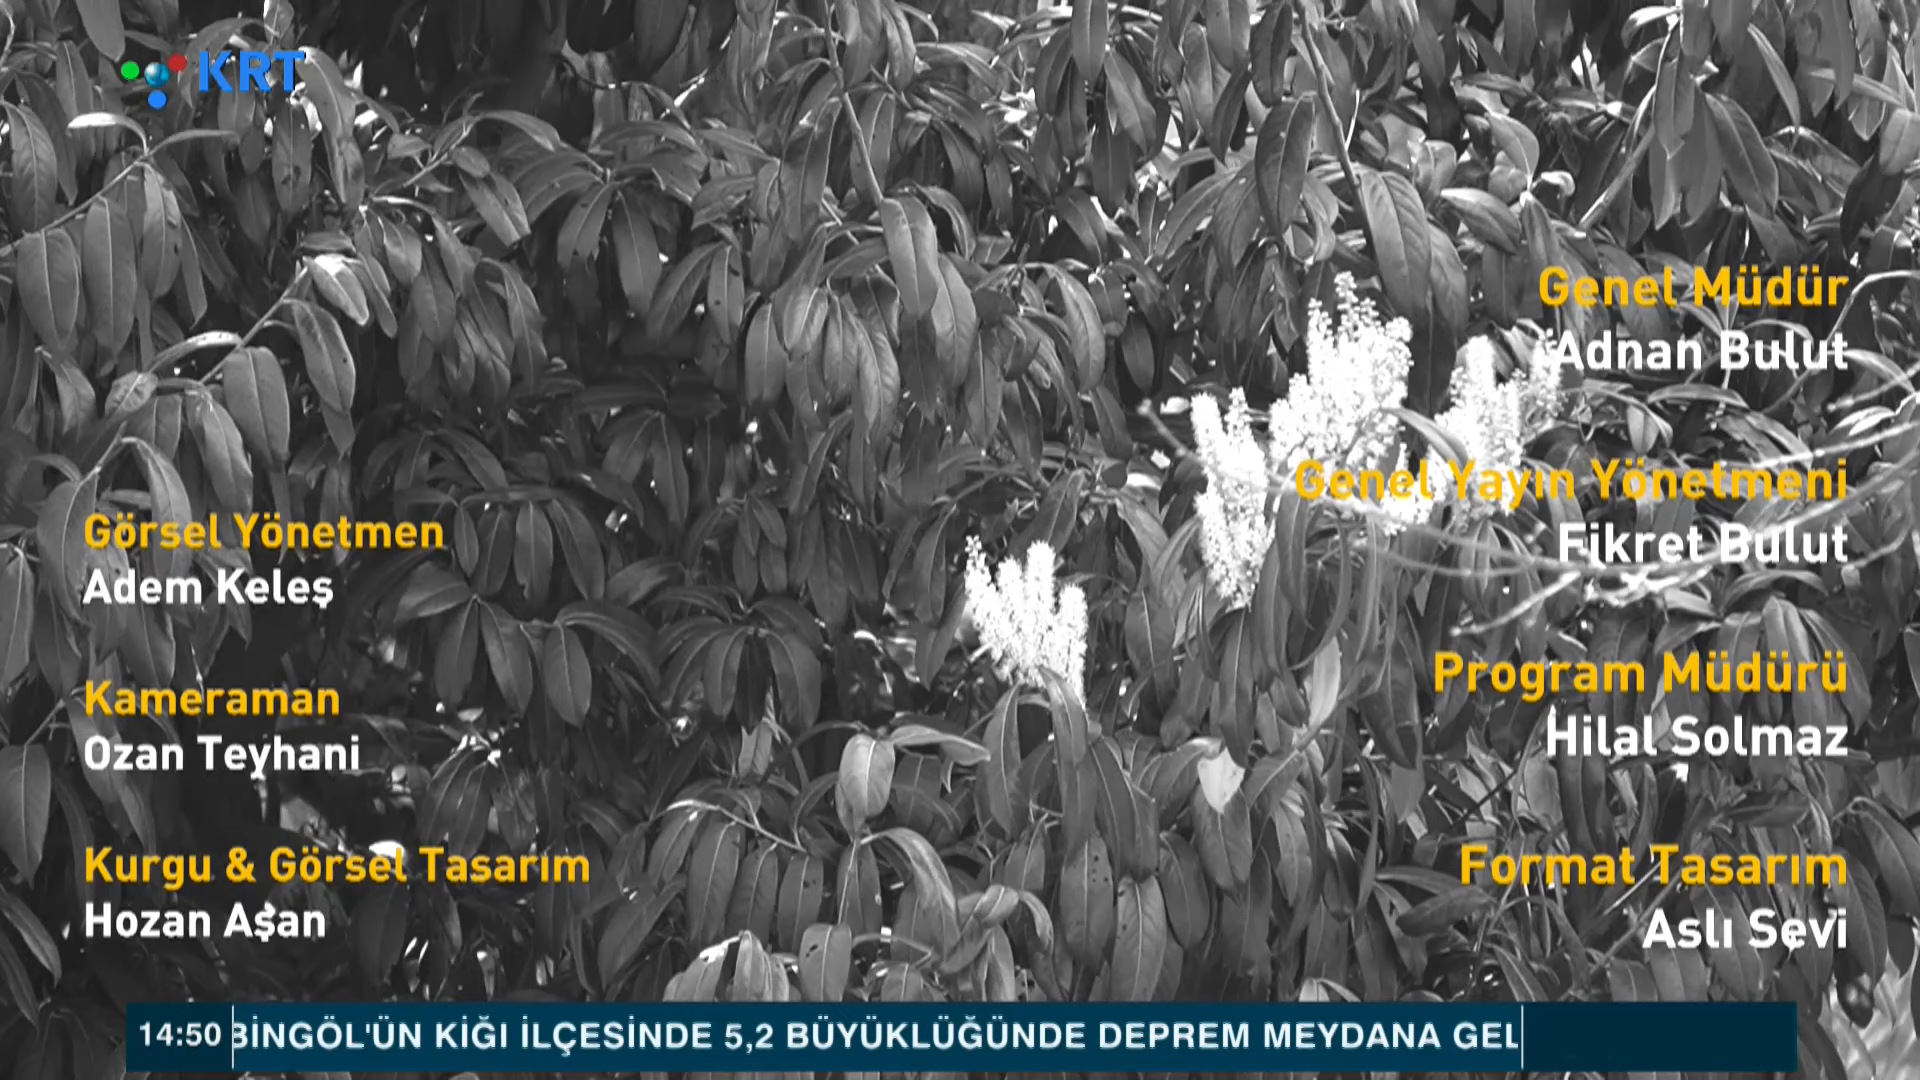 KRT
Görsel Yönetmen
Adem Keleş
Kameraman
Ozan Teyhani
Kurgu & Görsel Tasarım
Hozan Aşan
Genel Müdür
Adnan Bulut
Genel Yayın Yönetmeni
Fikret Bulut
Program Müdürü
Hilal Solmaz
Format Tasarım
Aslı Sevi
14:50 BİNGÖL'ÜN KİĞI İLÇESİNDE 5,2 BÜYÜKLÜĞÜNDE DEPREM MEYDANA GEL